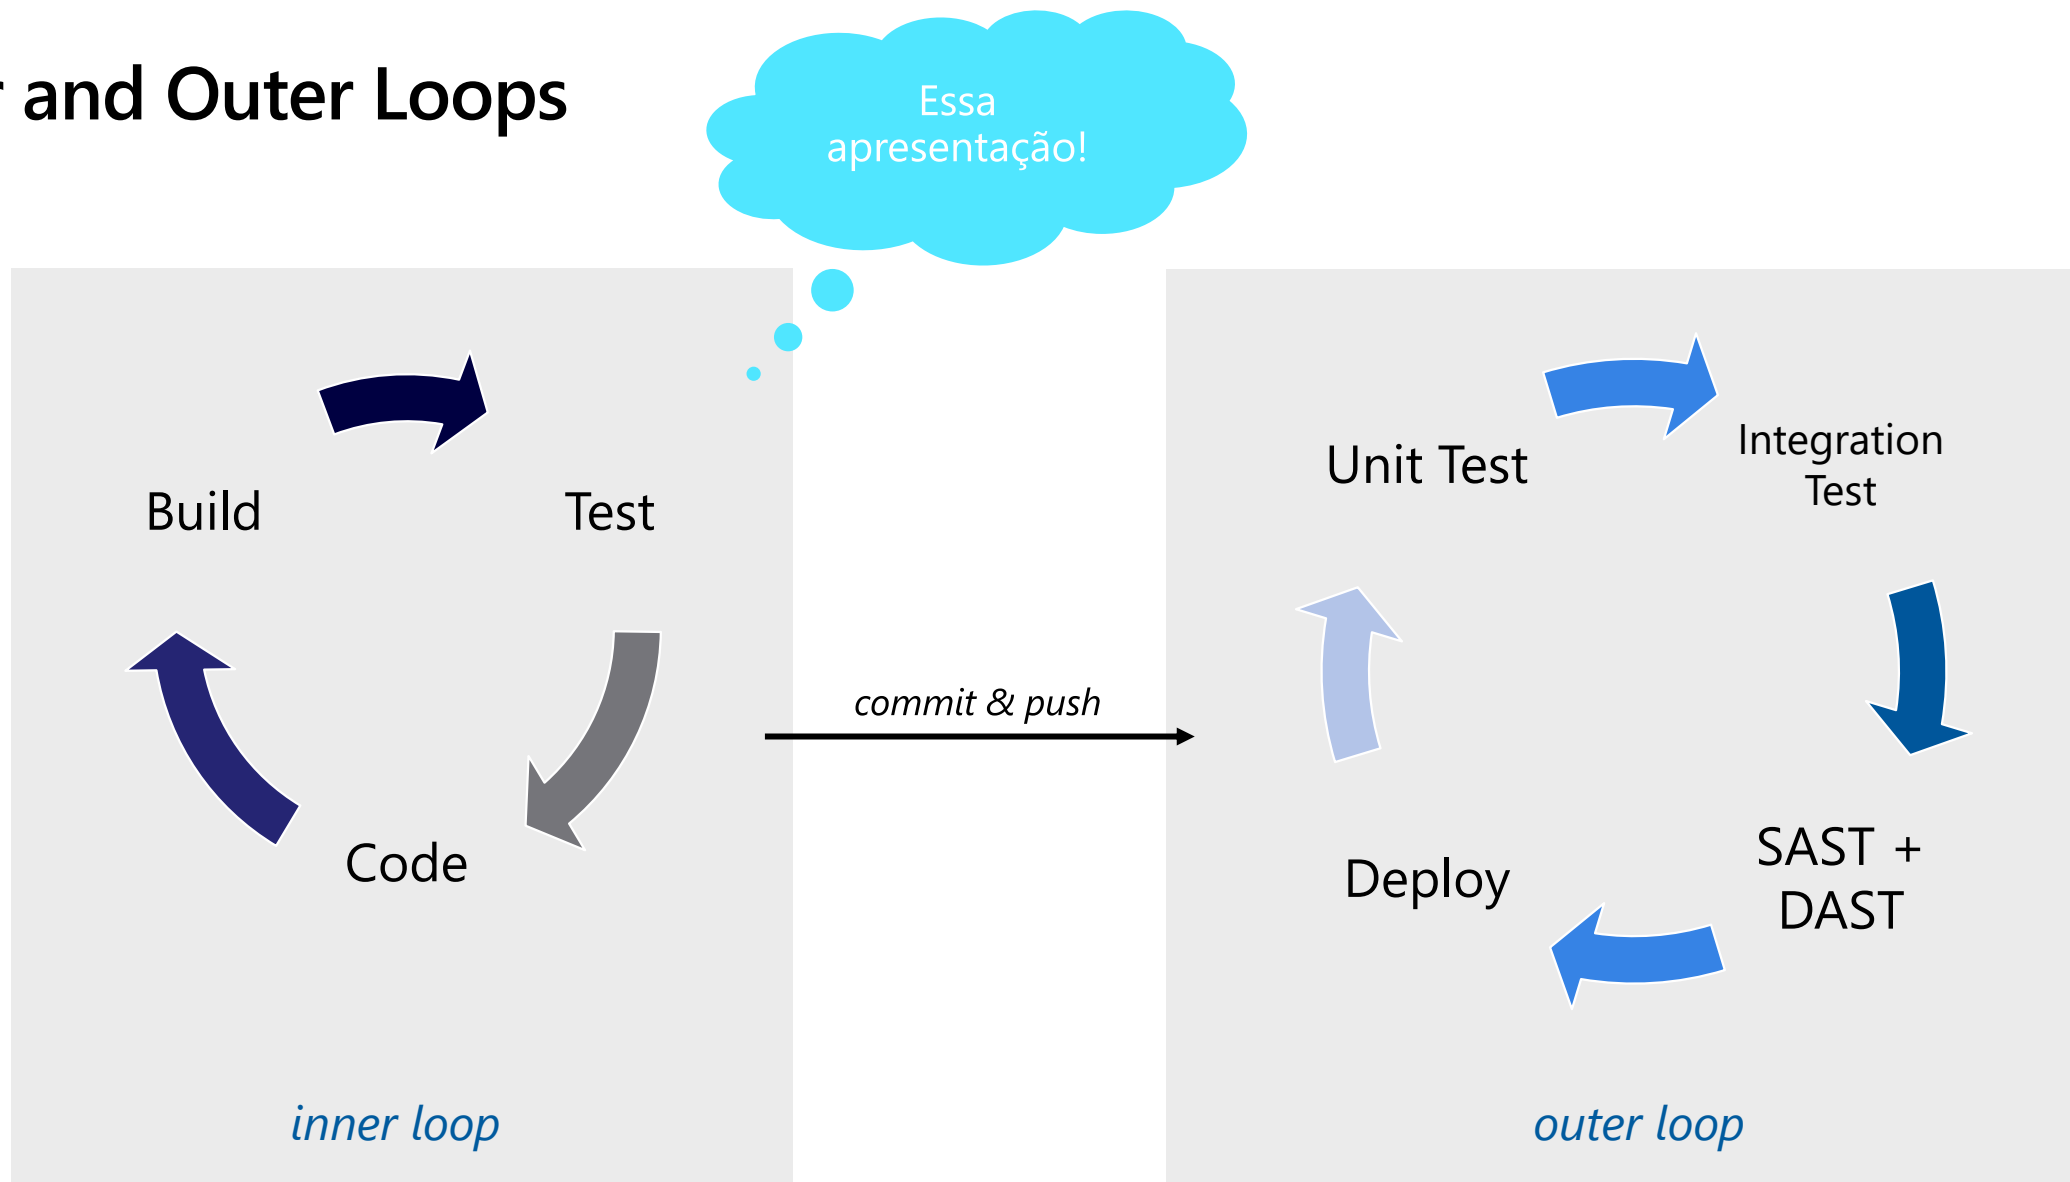 and Outer Loops
Essa
apresentação!
Build
Test
Code
inner loop
commit & push
Unit Test
Integration
Test
SAST +
DAST
Deploy
outer loop